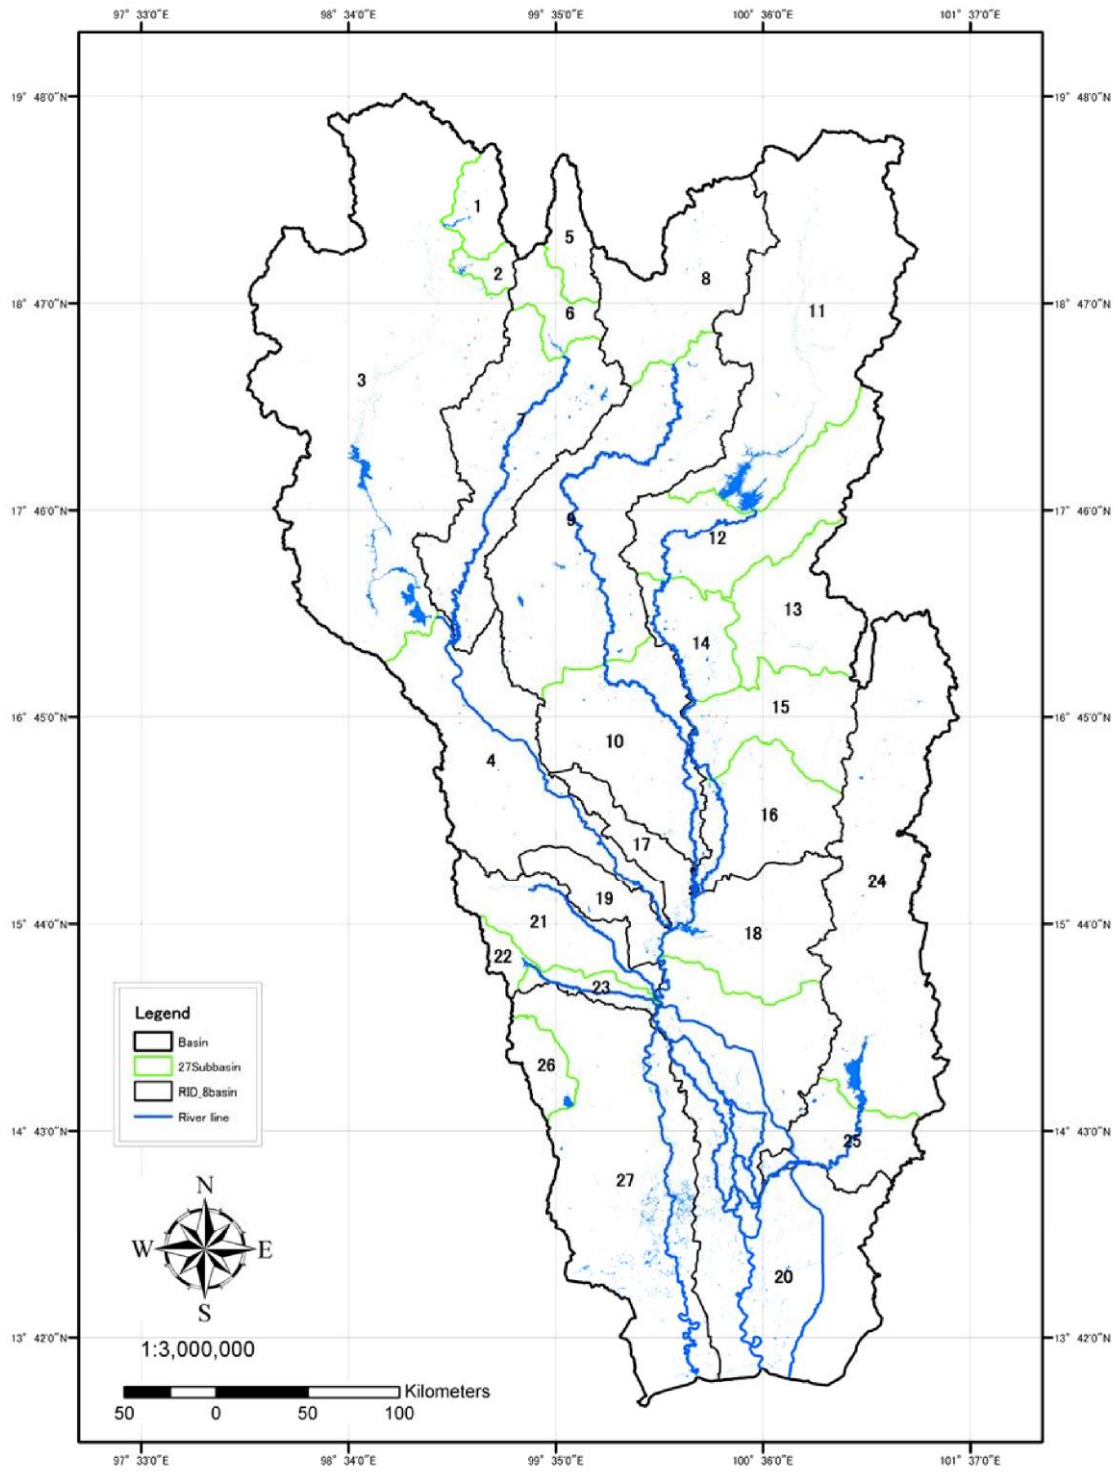 97° 33'0"E 98° 34'0"E 99° 35'0"E 100° 36'0"E 101° 37'0"E
19° 48'0"N 19° 48'0"N
1
5
2 8
18° 47'0"N 18° 47'0"N
6 11
3
7
17° 46'0"N 9 17° 46'0"N
12
13
14
15
16° 45'0"N 16° 45'0"N
10
4
16
17
24
19
21 18
15° 44'0"N 15° 44'0"N
22
23
Legend
Basin
27Subbasin
RID_8basin
River line
26
14° 43'0"N 14° 43'0"N
25
27
N
W E
S
20
13° 42'0"N 13° 42'0"N
1:3,000,000
Kilometers
50 0 50 100
97° 33'0"E 98° 34'0"E 99° 35'0"E 100° 36'0"E 101° 37'0"E